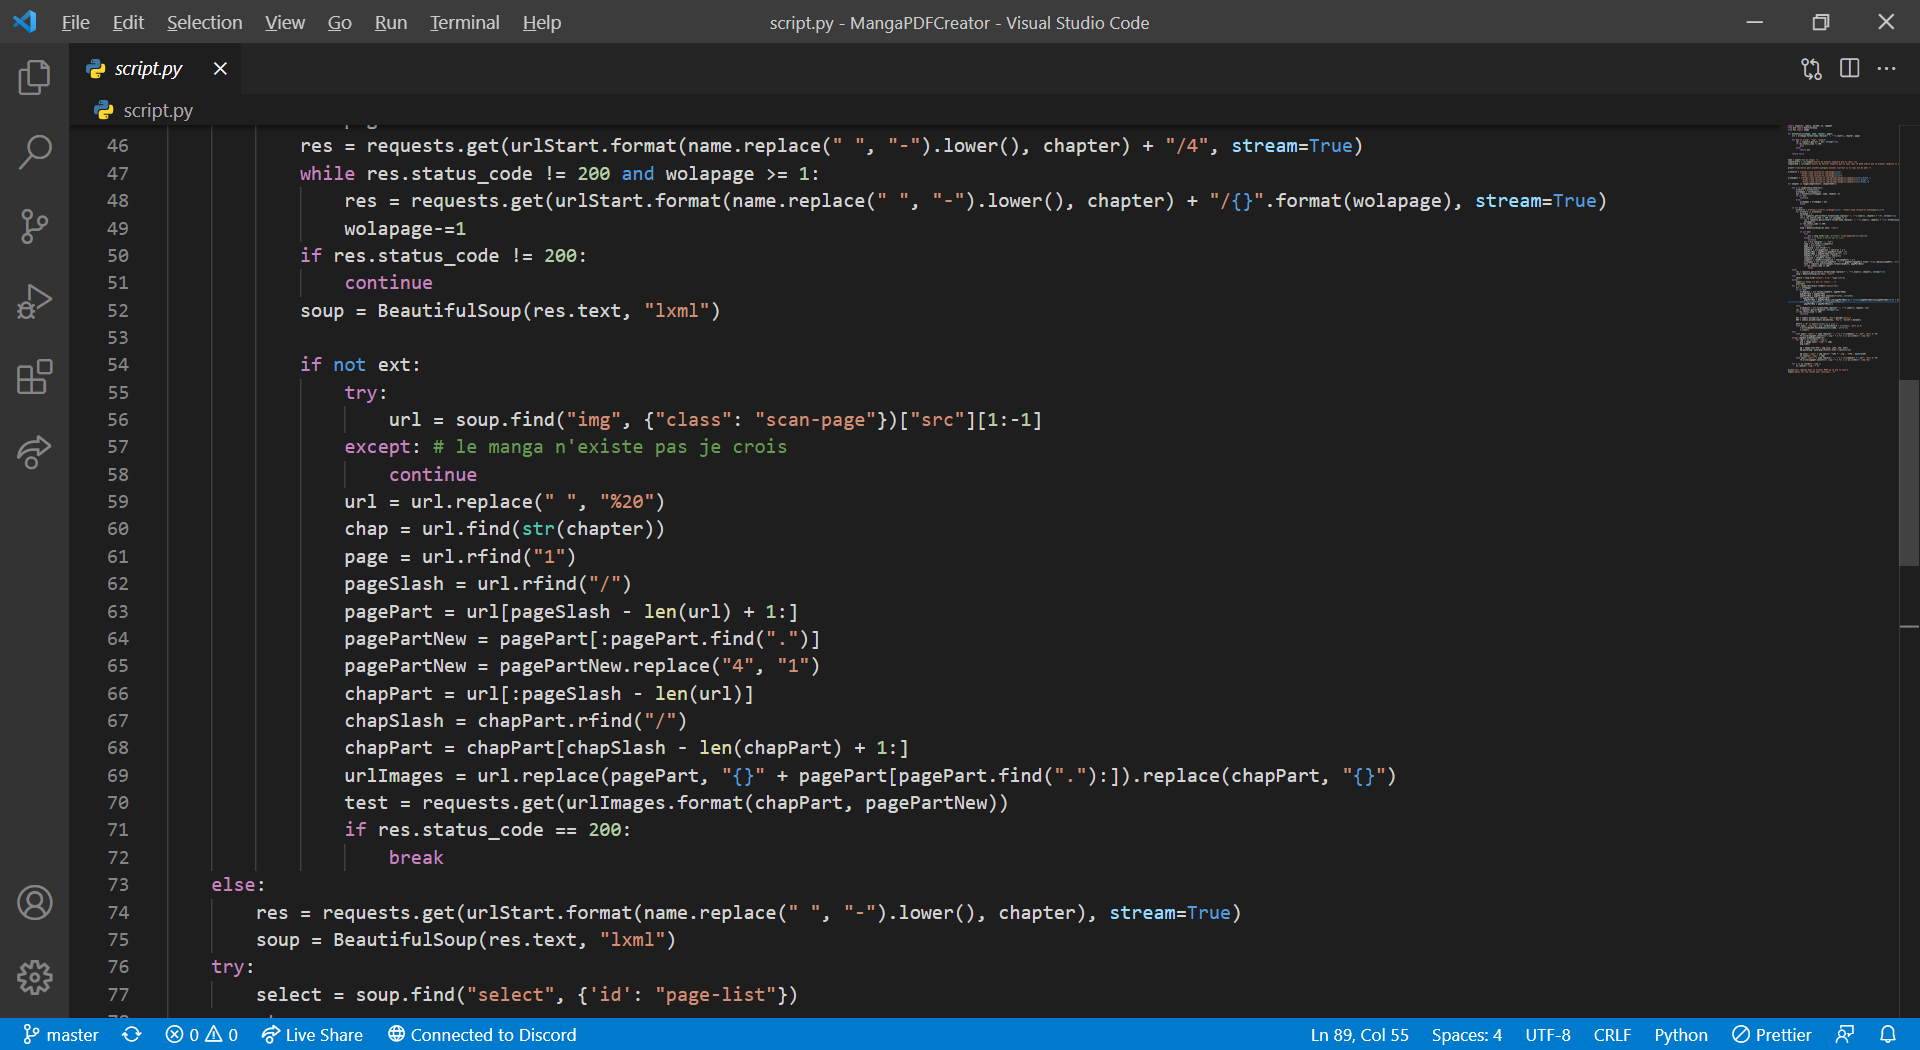 File Edit Selection View Go Run Terminal Help
script.py - MangaPDFCreator - Visual Studio Code
script.py
script.py
46 res = requests.get(urlStart.format(name.replace(" ", "-").lower(), chapter) + "/4", stream=True)
47 while res.status_code != 200 and wolapage >= 1:
48 res = requests.get(urlStart.format(name.replace(" ", "-").lower(), chapter) + "/{}".format(wolapage), stream=True)
49 wolapage-=1
50 if res.status_code != 200:
51 continue
52 soup = BeautifulSoup(res.text, "lxml")
53
54 if not ext:
55 try:
56 url = soup.find("img", {"class": "scan-page"})["src"][1:-1]
57 except: # le manga n'existe pas je crois
58 continue
59 url = url.replace(" ", "%20")
60 chap = url.find(str(chapter))
61 page = url.rfind("1")
62 pageSlash = url.rfind("/")
63 pagePart = url[pageSlash - len(url) + 1:]
64 pagePartNew = pagePart[:pagePart.find(".")]
65 pagePartNew = pagePartNew.replace("4", "1")
66 chapPart = url[:pageSlash - len(url)]
67 chapSlash = chapPart.rfind("/")
68 chapPart = chapPart[chapSlash - len(chapPart) + 1:]
69 urlImages = url.replace(pagePart, "{}" + pagePart[pagePart.find("."):]).replace(chapPart, "{}")
70 test = requests.get(urlImages.format(chapPart, pagePartNew))
71 if res.status_code == 200:
72 break
73 else:
74 res = requests.get(urlStart.format(name.replace(" ", "-").lower(), chapter), stream=True)
75 soup = BeautifulSoup(res.text, "lxml")
76 try:
77 select = soup.find("select", {'id': "page-list"})
master 0 0 Live Share Connected to Discord Ln 89, Col 55 Spaces: 4 UTF-8 CRLF Python Prettier